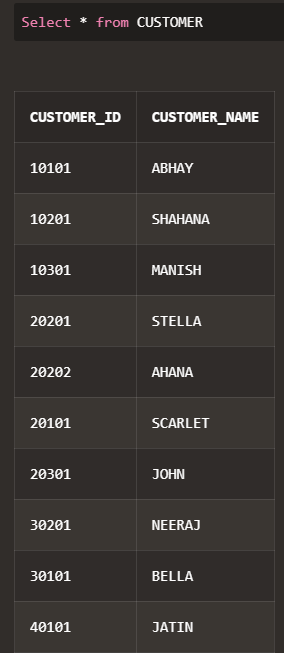 Select * from CUSTOMER
CUSTOMER_ID CUSTOMER_NAME
10101 ABHAY
10201 SHAHANA
10301 MANISH
20201 STELLA
20202 AHANA
20101 SCARLET
20301 JOHN
30201 NEERAJ
30101 BELLA
40101 JATIN